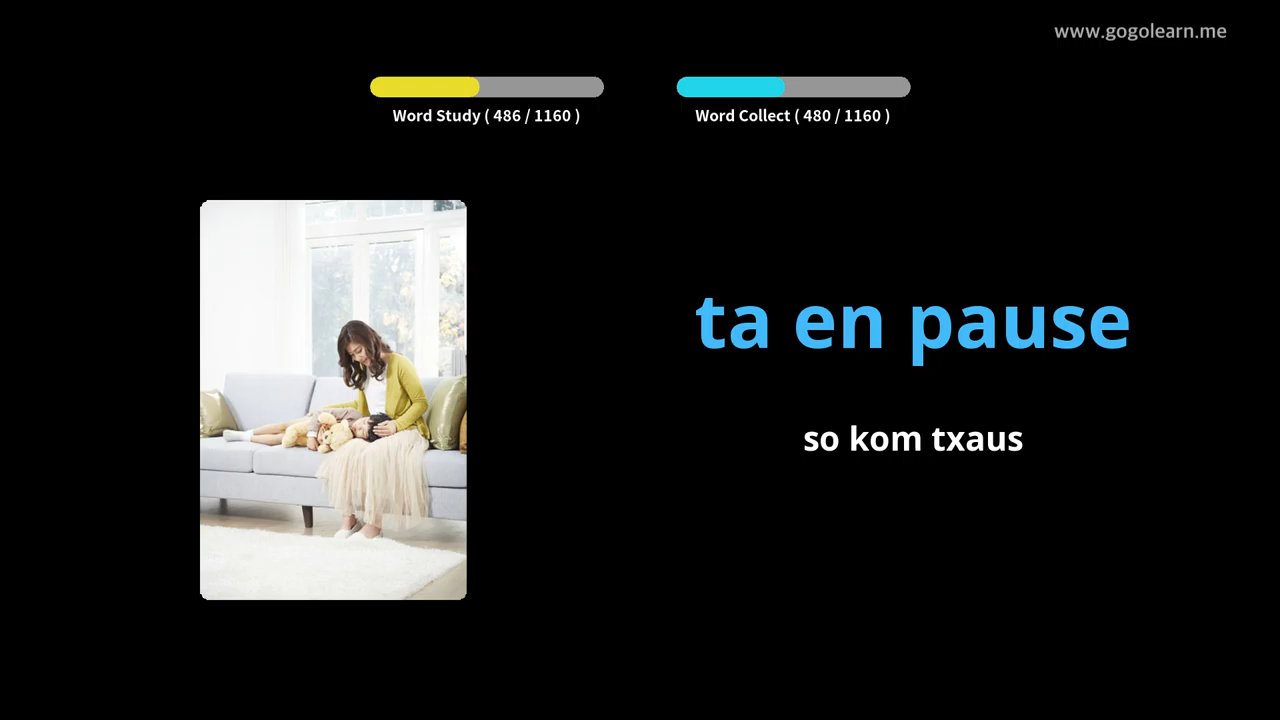 www.gogolearn.me
Word Study ( 486 / 1160 )
Word Collect ( 480 / 1160 )
ta en pause
so kom txaus